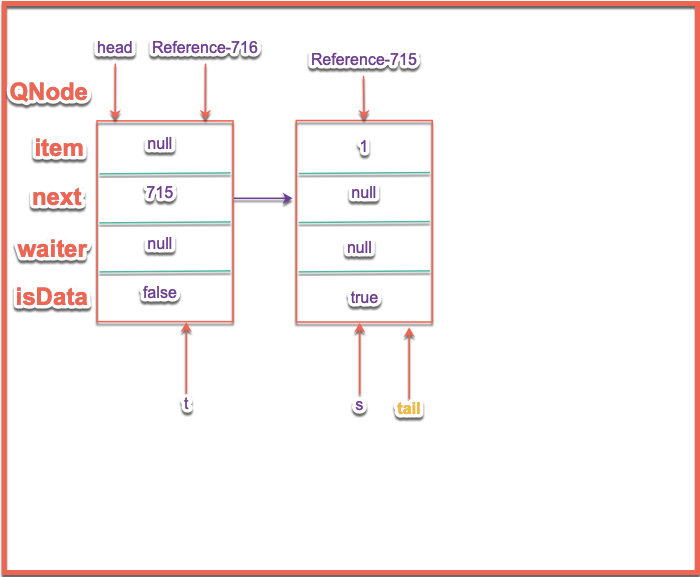 head Reference-716
Reference-715
QNode
item null 1
next 715 null
waiter null null
isData false true
t s tail